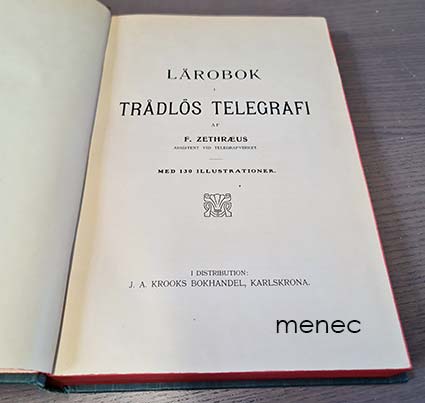 LÄROBOK
I
TRÅDLÖS TELEGRAFI
AF
F. ZETHRÆUS
ASSISTENT VID TELEGRAFVERKET.
MED 130 ILLUSTRATIONER.
I DISTRIBUTION:
J. A. KROOKS BOKHANDEL, KARLSKRONA.
menec